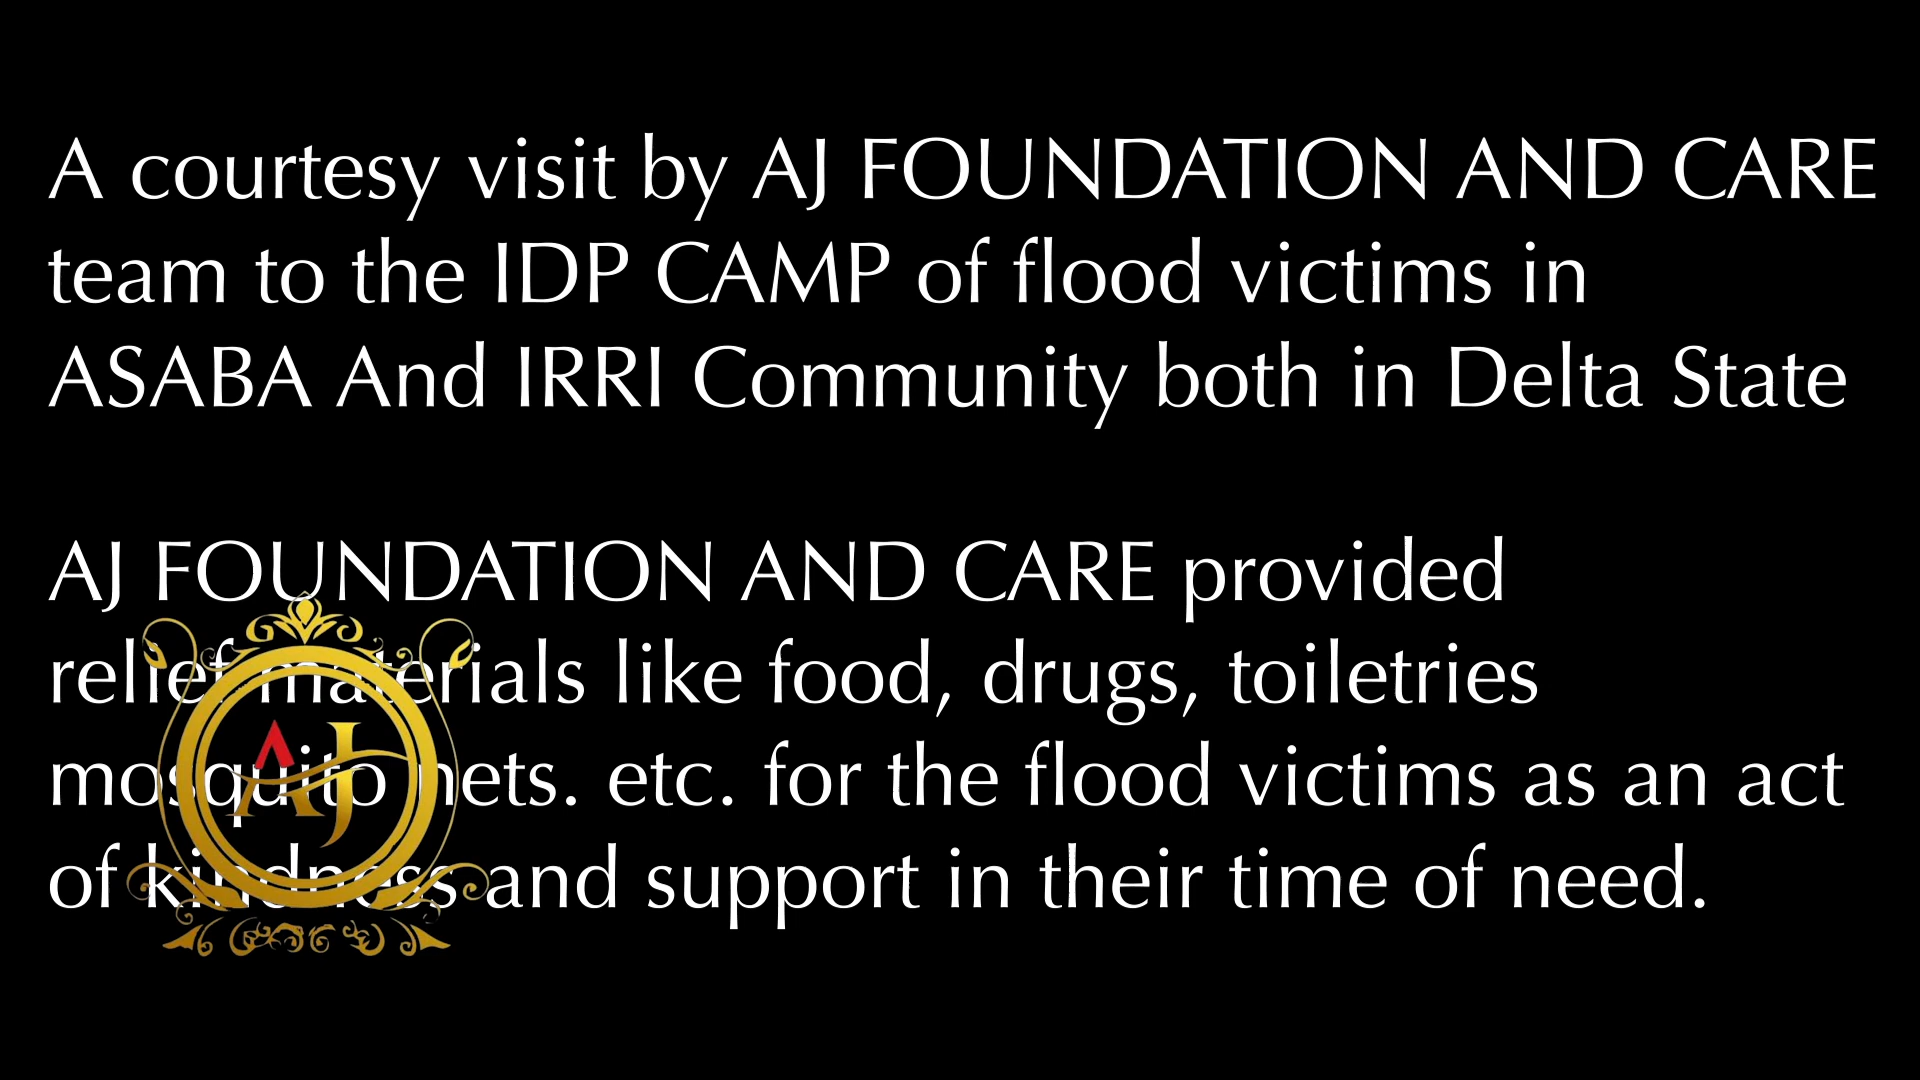 A courtesy visit by AJ FOUNDATION AND CARE
team to the IDP CAMP of flood victims in
ASABA And IRRI Community both in Delta State
AJ FOUNDATION AND CARE provided
relief materials like food, drugs, toiletries
mosquito nets. etc. for the flood victims as an act
of kindness and support in their time of need.
AJ